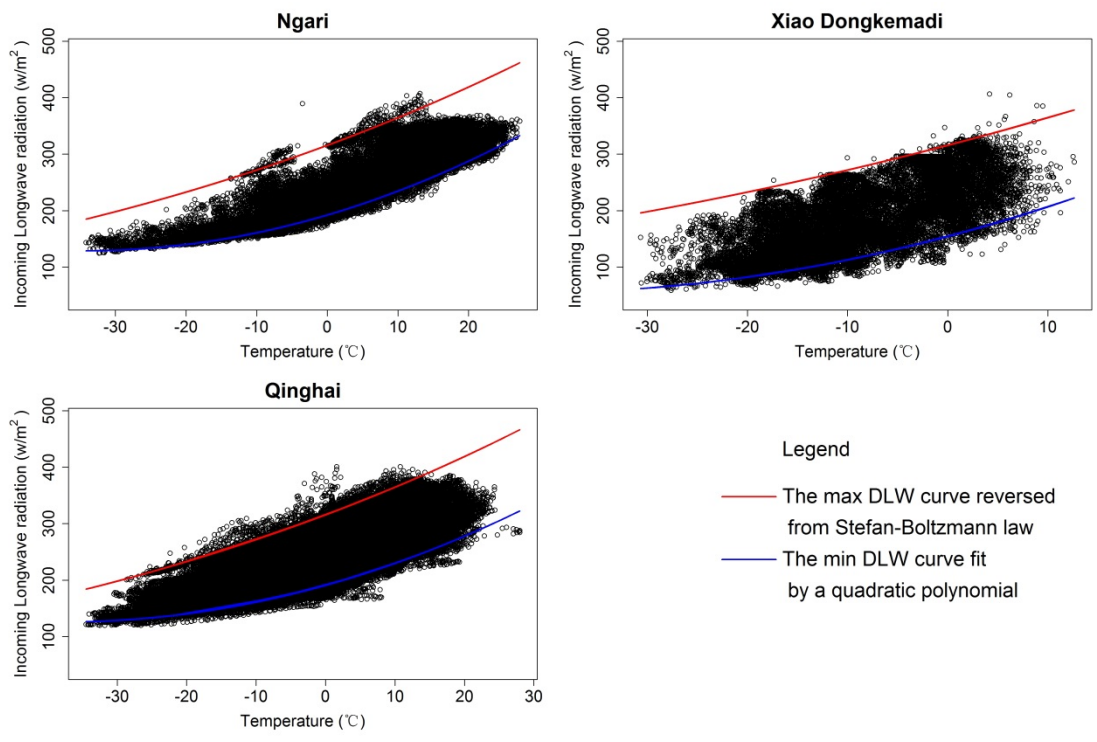 Ngari
Incoming Longwave radiation (w/m²)
500
400
300
200
100
-30 -20 -10 0 10 20
Temperature (℃)
Xiao Dongkemadi
Incoming Longwave radiation (w/m²)
500
400
300
200
100
-30 -20 -10 0 10
Temperature (℃)
Qinghai
Incoming Longwave radiation (w/m²)
500
400
300
200
100
-30 -20 -10 0 10 20 30
Temperature (℃)
Legend
The max DLW curve reversed
from Stefan-Boltzmann law
The min DLW curve fit
by a quadratic polynomial